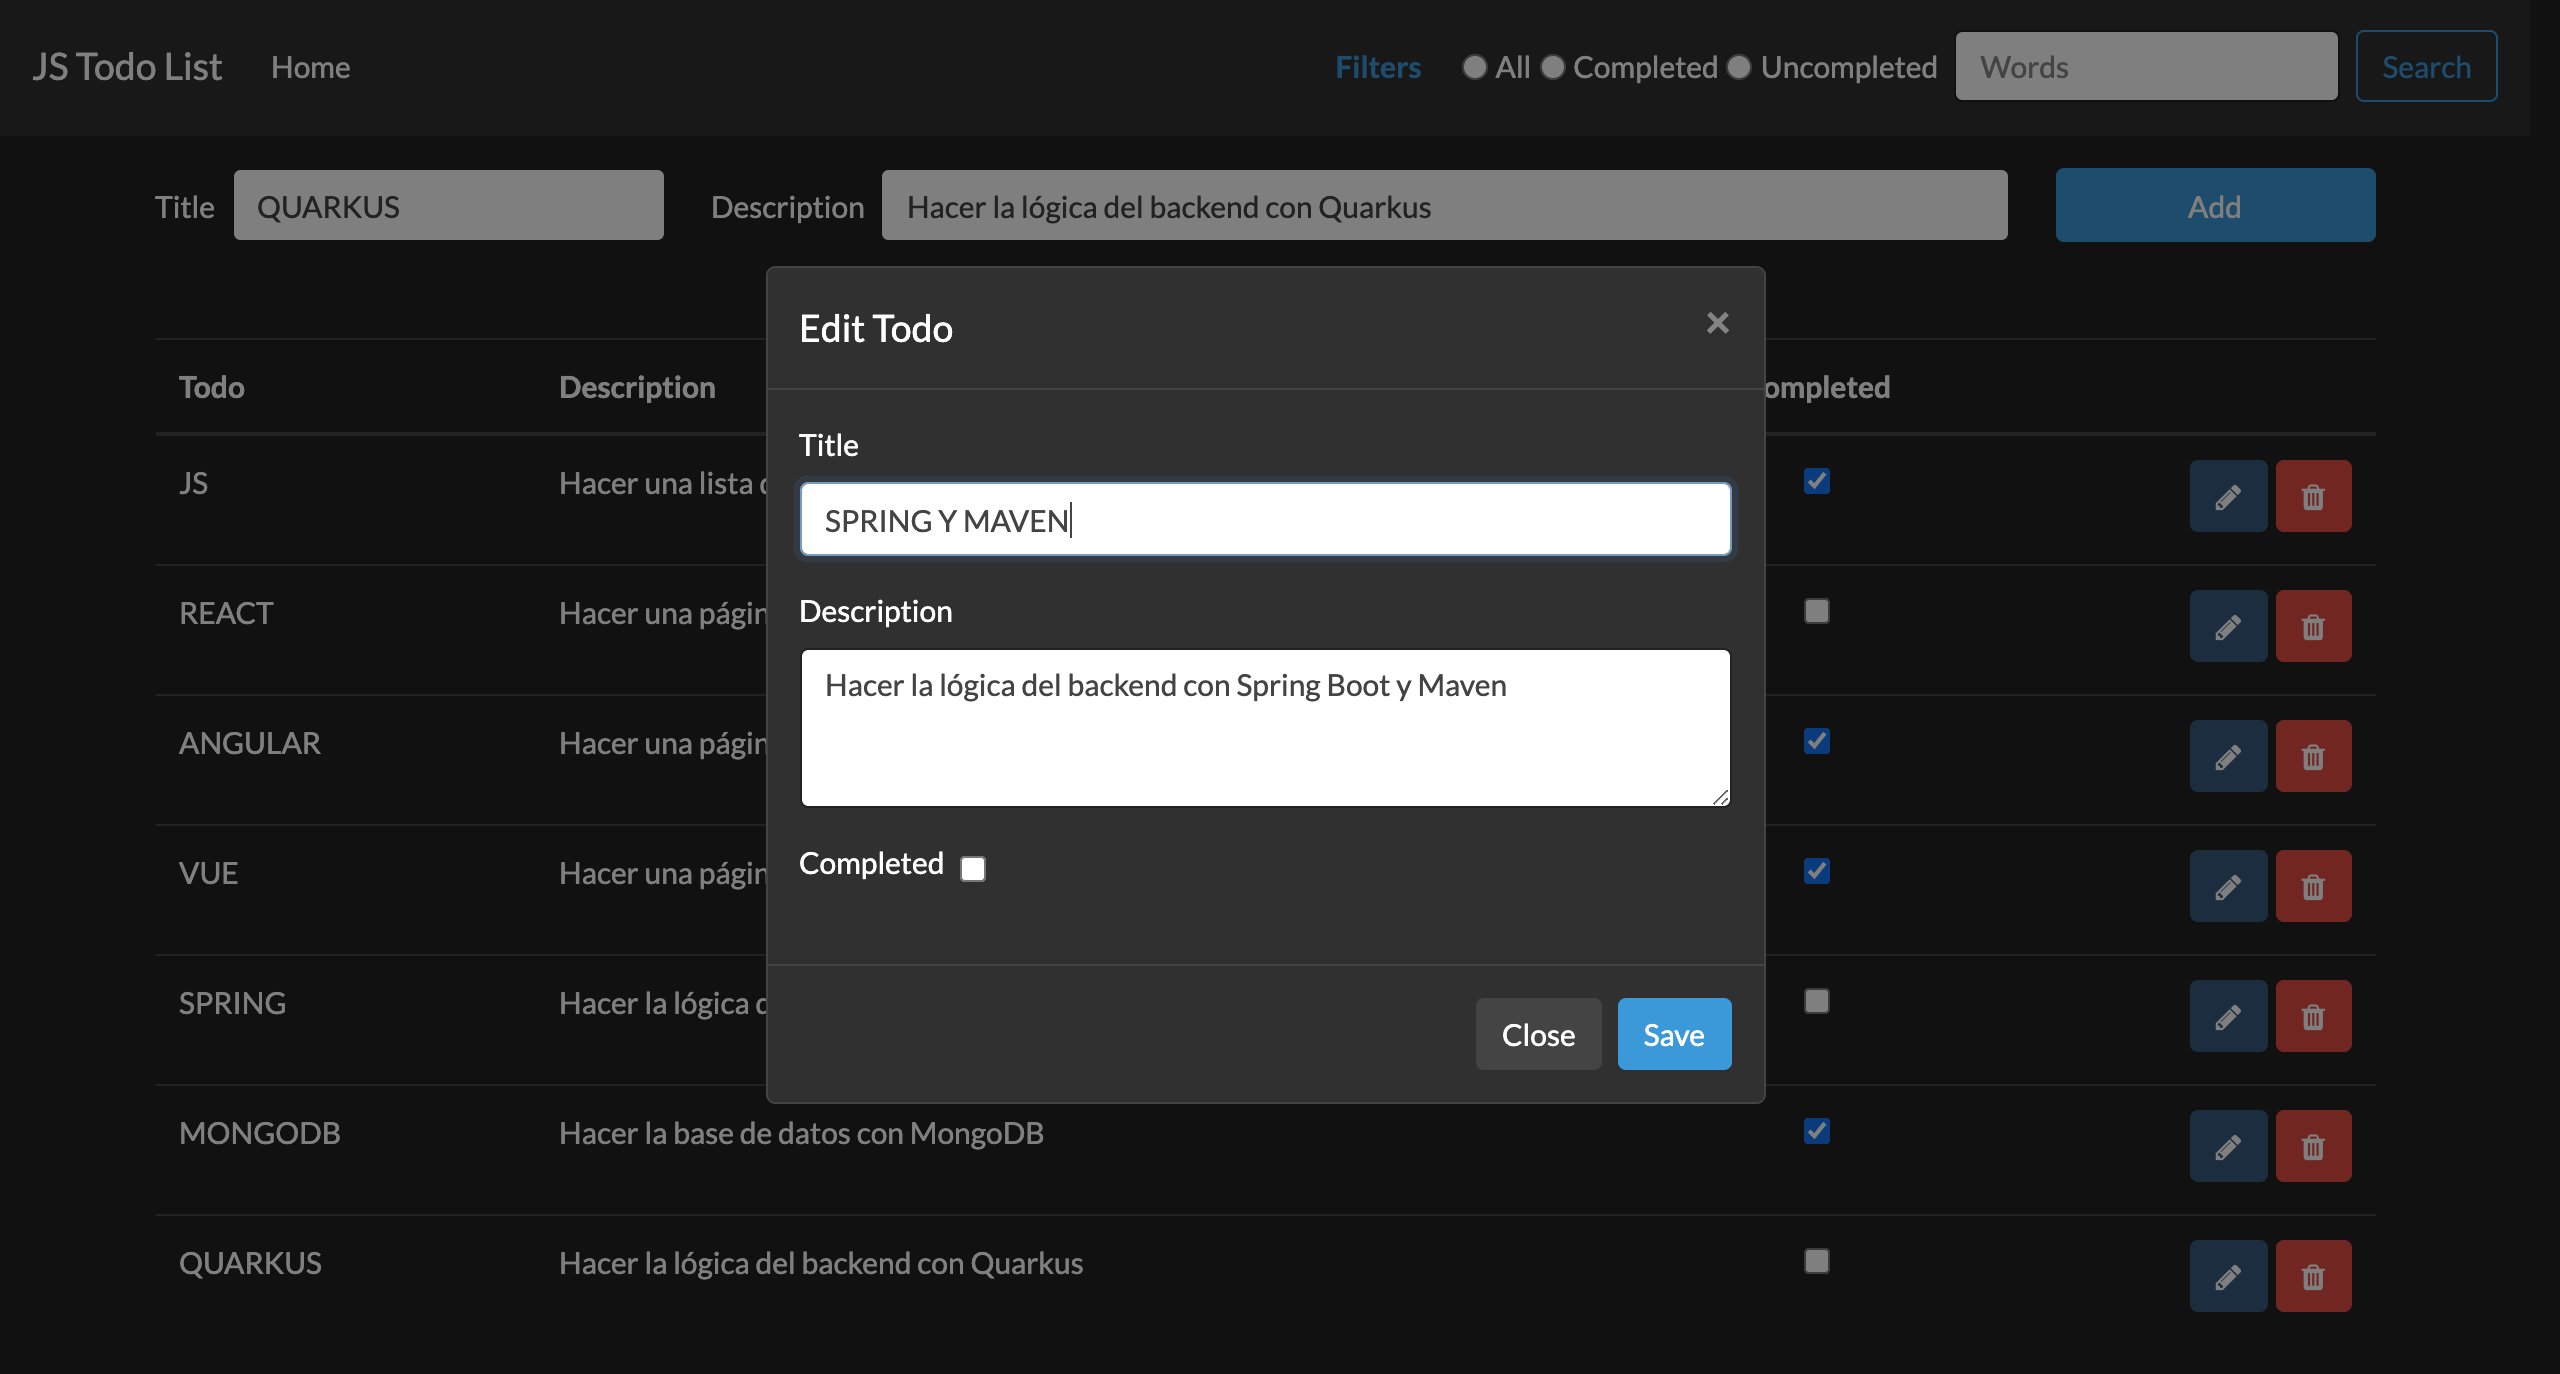 JS Todo List Home Filters All Completed Uncompleted Words Search
Title QUARKUS Description Hacer la lógica del backend con Quarkus Add
Edit Todo ×
Title
SPRING Y MAVEN
Description
Hacer la lógica del backend con Spring Boot y Maven
Completed
Close Save
Todo Description ompleted
JS Hacer una lista
REACT Hacer una págin
ANGULAR Hacer una págin
VUE Hacer una págin
SPRING Hacer la lógica
MONGODB Hacer la base de datos con MongoDB
QUARKUS Hacer la lógica del backend con Quarkus